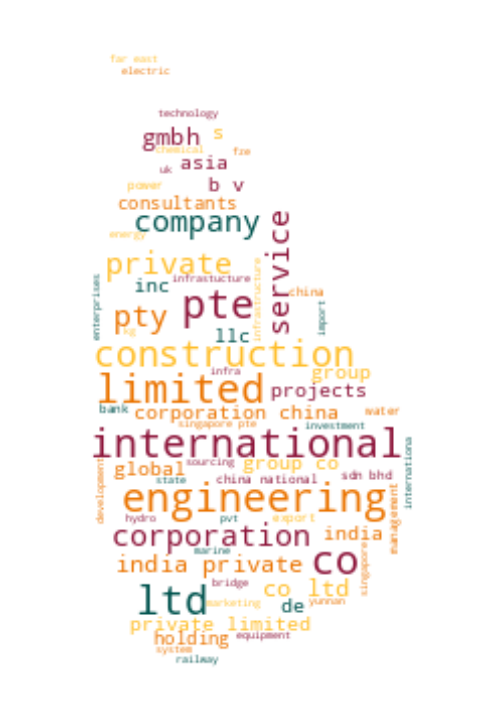 far east
electric
technology
gmbh s
chemical fze
uk asia
power b v
consultants
company
energy
service
private
infrastucture
inc
china
enterprises
infrastructure
import
pte
pty
kg
llc
construction
infra group
limited projects
bank corporation china water
singapore pte investment
international
internationa
sourcing group co
global
state china national sdn bhd
development
engineering
management
hydro pvt export
corporation india
marine
india private co
singapore
bridge
ltd co ltd
marketing de yunnan
private limited
holding equipment
system
railway